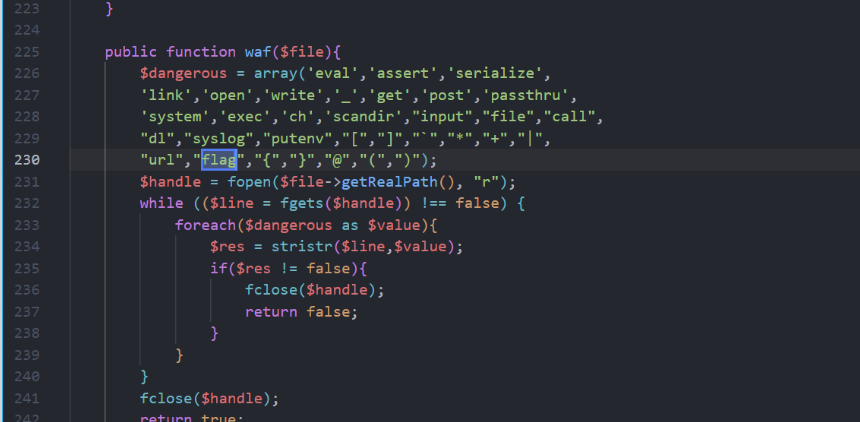 223 }
224
225 public function waf($file){
226 $dangerous = array('eval','assert','serialize',
227 'link','open','write','_','get','post','passthru',
228 'system','exec','ch','scandir',"input","file","call",
229 "dl","syslog","putenv","[","]","`","*","+","|",
230 "url","flag","{","}","@","(",")");
231 $handle = fopen($file->getRealPath(), "r");
232 while (($line = fgets($handle)) !== false) {
233 foreach($dangerous as $value){
234 $res = stristr($line,$value);
235 if($res != false){
236 fclose($handle);
237 return false;
238 }
239 }
240 }
241 fclose($handle);
242 return true;